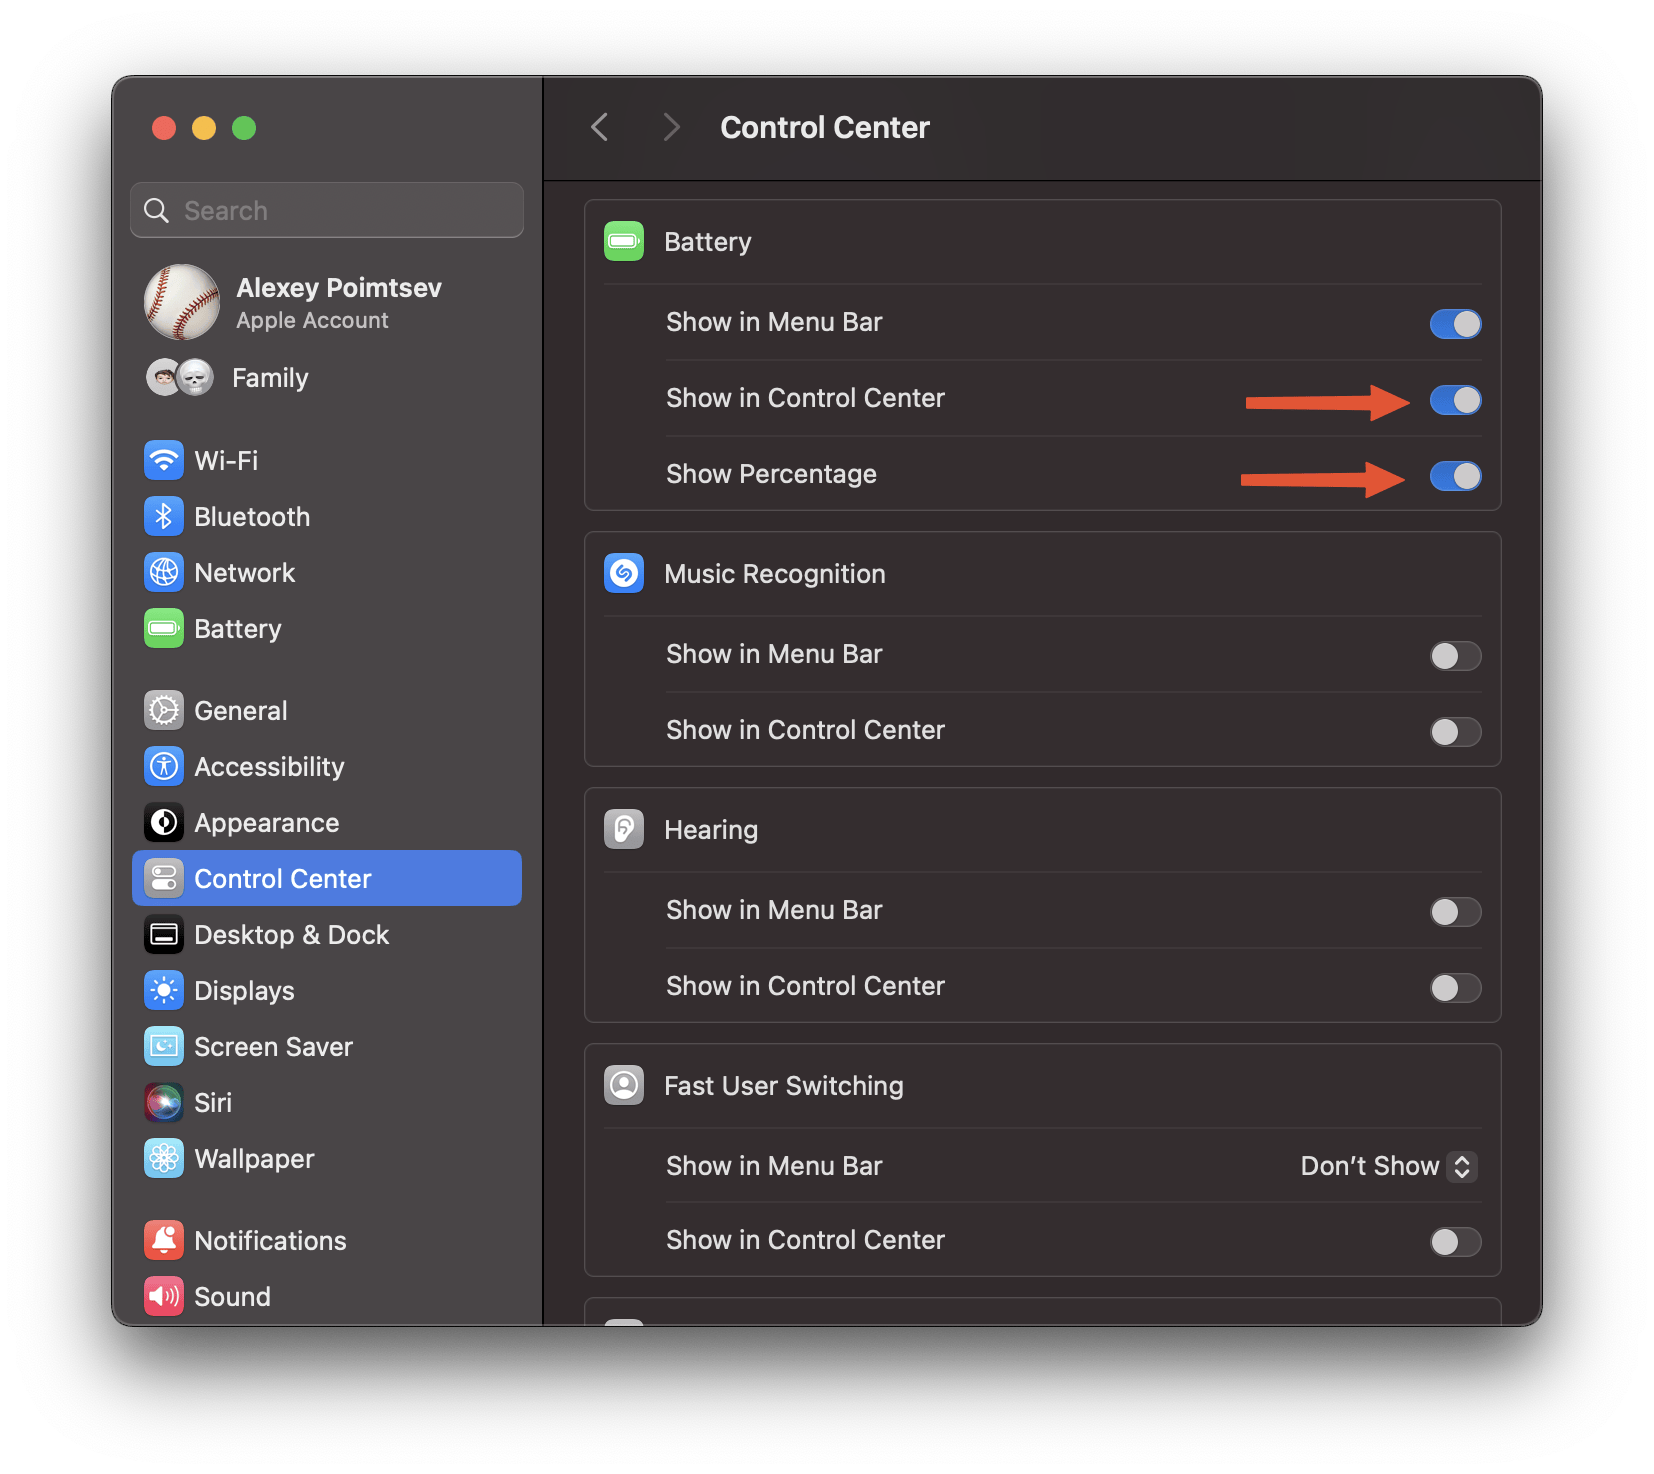 Search
Alexey Poimtsev
Apple Account
Family
Wi-Fi
Bluetooth
Network
Battery
General
Accessibility
Appearance
Control Center
Desktop & Dock
Displays
Screen Saver
Siri
Wallpaper
Notifications
Sound
Control Center
Battery
Show in Menu Bar
Show in Control Center
Show Percentage
Music Recognition
Show in Menu Bar
Show in Control Center
Hearing
Show in Menu Bar
Show in Control Center
Fast User Switching
Show in Menu Bar Don't Show
Show in Control Center